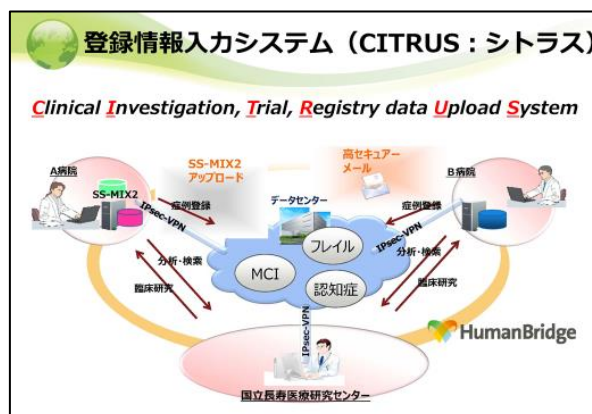 登録情報入力システム（CITRUS：シトラス）
Clinical Investigation, Trial, Registry data Upload System
A病院
SS-MIX2
SS-MIX2
アップロード
高セキュアー
メール
B病院
症例登録
IPsec-VPN
データセンター
症例登録
IPsec-VPN
分析・検索
臨床研究
フレイル
MCI
認知症
分析・検索
臨床研究
IPsec-VPN
HumanBridge
国立長寿医療研究センター